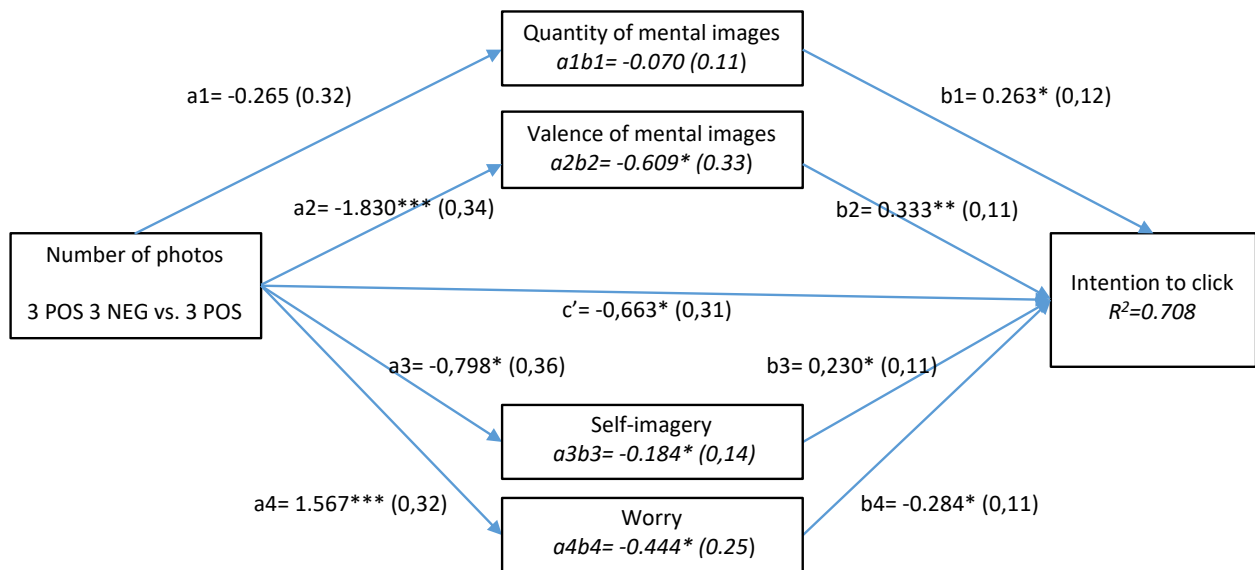 Quantity of mental images
a1b1= -0.070 (0.11)
a1= -0.265 (0.32)
b1= 0.263* (0,12)
Valence of mental images
a2b2= -0.609* (0.33)
a2= -1.830*** (0,34)
b2= 0.333** (0,11)
Number of photos
3 POS 3 NEG vs. 3 POS
Intention to click
R²=0.708
c’= -0,663* (0,31)
a3= -0,798* (0,36)
b3= 0,230* (0,11)
Self-imagery
a3b3= -0.184* (0,14)
a4= 1.567*** (0,32)
b4= -0.284* (0,11)
Worry
a4b4= -0.444* (0.25)